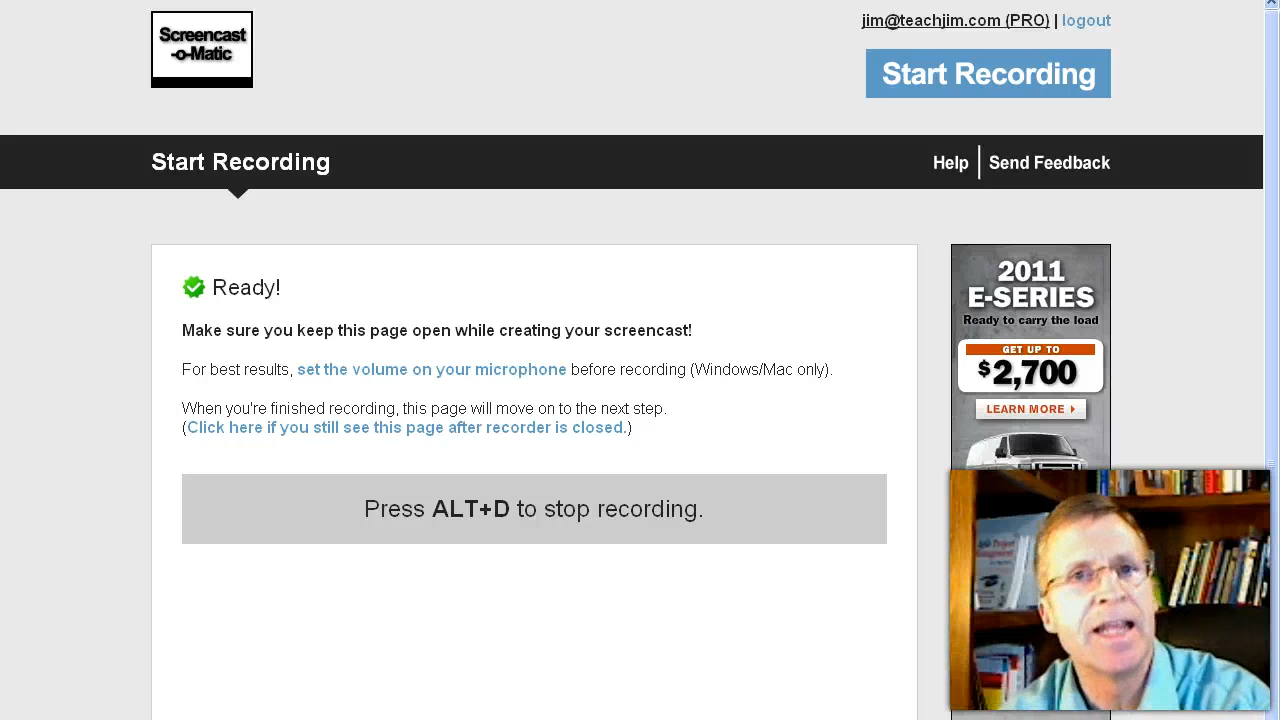 Screencast
-o-Matic
jim@teachjim.com (PRO) | logout
Start Recording
Start Recording
Help | Send Feedback
Ready!
Make sure you keep this page open while creating your screencast!
For best results, set the volume on your microphone before recording (Windows/Mac only).
When you're finished recording, this page will move on to the next step.
(Click here if you still see this page after recorder is closed.)
Press ALT+D to stop recording.
2011
E-SERIES
Ready to carry the load
GET UP TO
$2,700
LEARN MORE